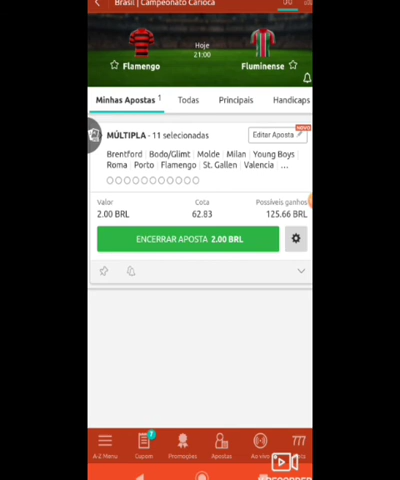 Brasil | Campeonato Carioca
Hoje
21:00
Flamengo
Fluminense
Minhas Apostas 1
Todas
Principais
Handicaps
MÚLTIPLA - 11 selecionadas
Editar Aposta
NOVO
Brentford | Bodo/Glimt | Molde | Milan | Young Boys
Roma | Porto | Flamengo | St. Gallen | Valencia | ...
Valor
Cota
Possíveis ganhos
2.00 BRL
62.83
125.66 BRL
ENCERRAR APOSTA 2.00 BRL
7
777
A-Z Menu
Cupom
Promoções
Apostas
Ao vivo